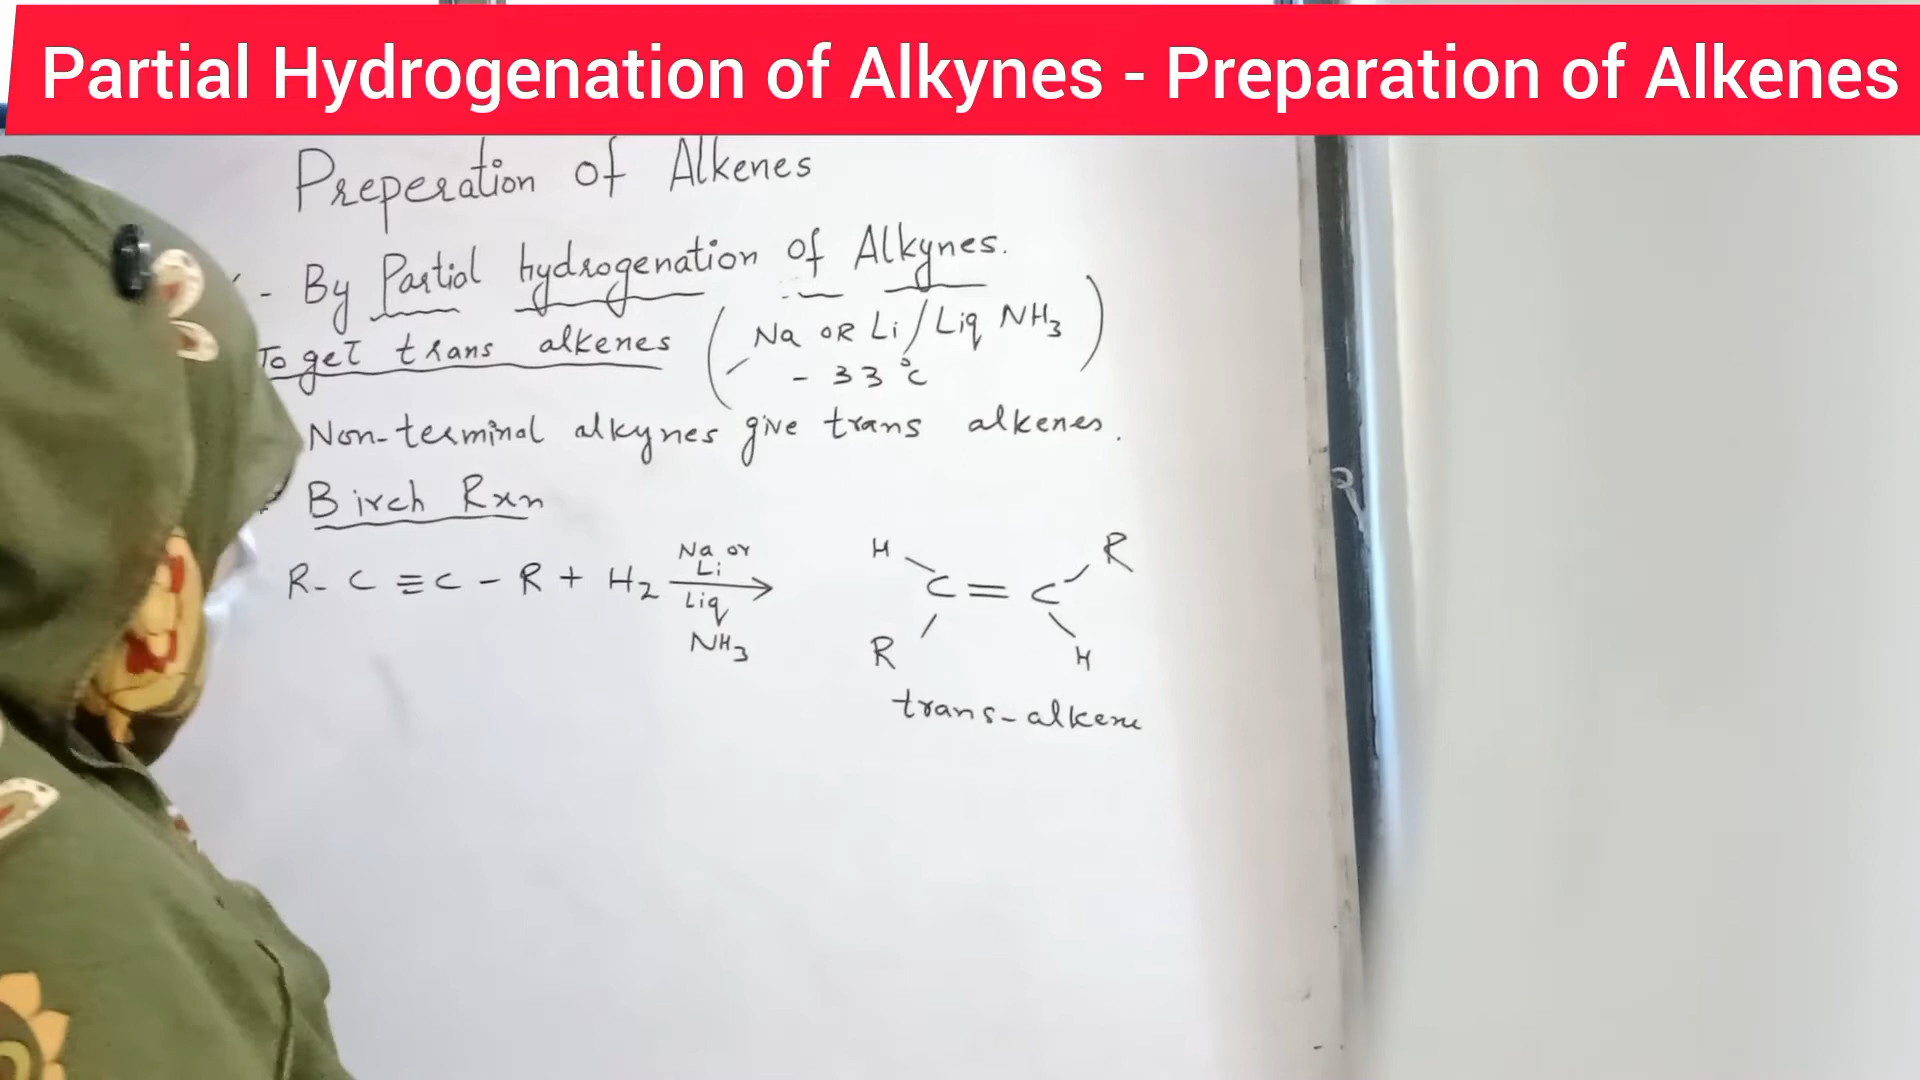 Partial Hydrogenation of Alkynes - Preparation of Alkenes
Preperation of Alkenes
- By Partial hydrogenation of Alkynes.
To get trans alkenes ( Na OR Li / Liq NH3 )
- 33 °C
Non-terminal alkynes give trans alkenes.
Birch Rxn
Na or
Li
R - C ≡ C - R + H2 →
Liq
NH3
H R
C = C
R H
trans-alkene